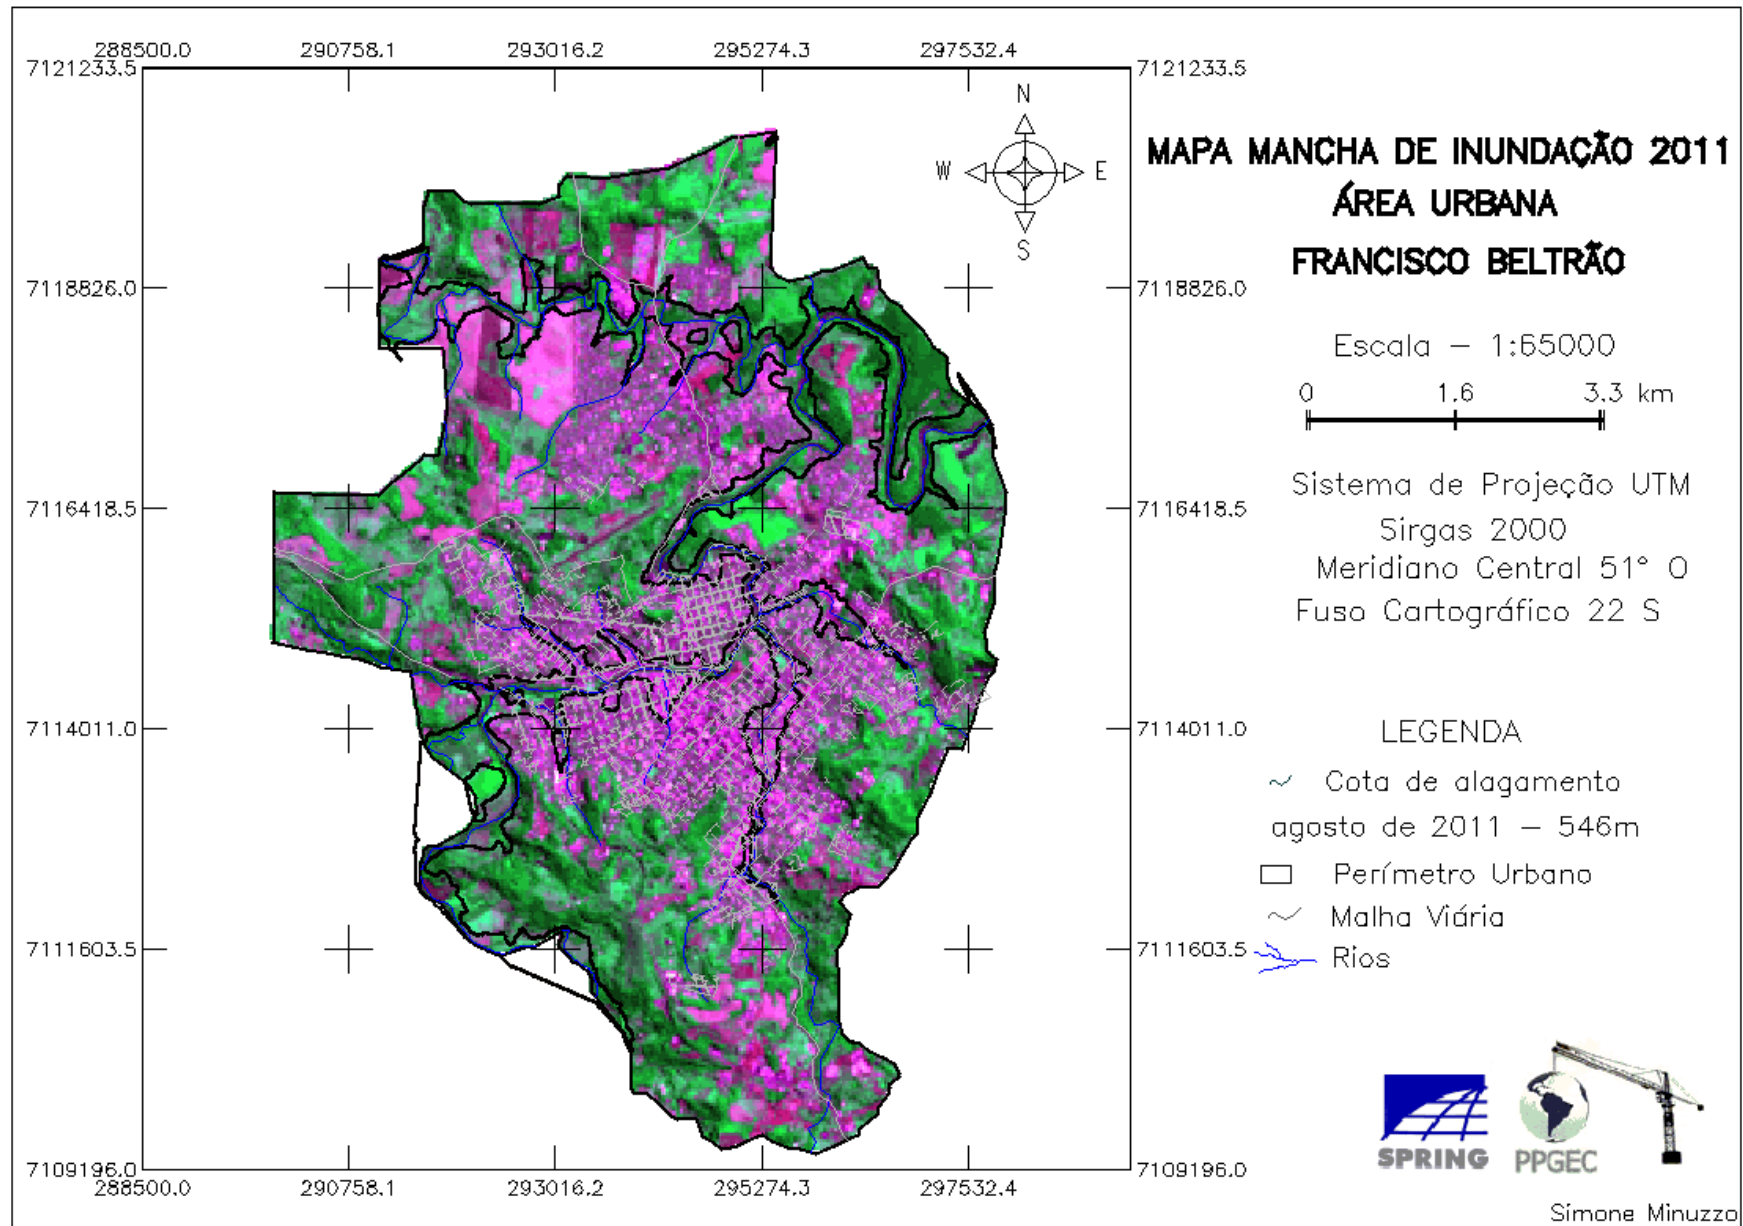 288500.0 290758.1 293016.2 295274.3 297532.4
7121233.5 7121233.5
N
W E
S
MAPA MANCHA DE INUNDAÇÃO 2011
ÁREA URBANA
FRANCISCO BELTRÃO
7118826.0 7118826.0
Escala – 1:65000
0 1.6 3.3 km
Sistema de Projeção UTM
7116418.5 7116418.5
Sirgas 2000
Meridiano Central 51° O
Fuso Cartográfico 22 S
7114011.0 7114011.0
LEGENDA
Cota de alagamento
agosto de 2011 – 546m
Perímetro Urbano
Malha Viária
7111603.5 7111603.5
Rios
SPRING PPGEC
7109196.0 7109196.0
288500.0 290758.1 293016.2 295274.3 297532.4
Simone Minuzzo